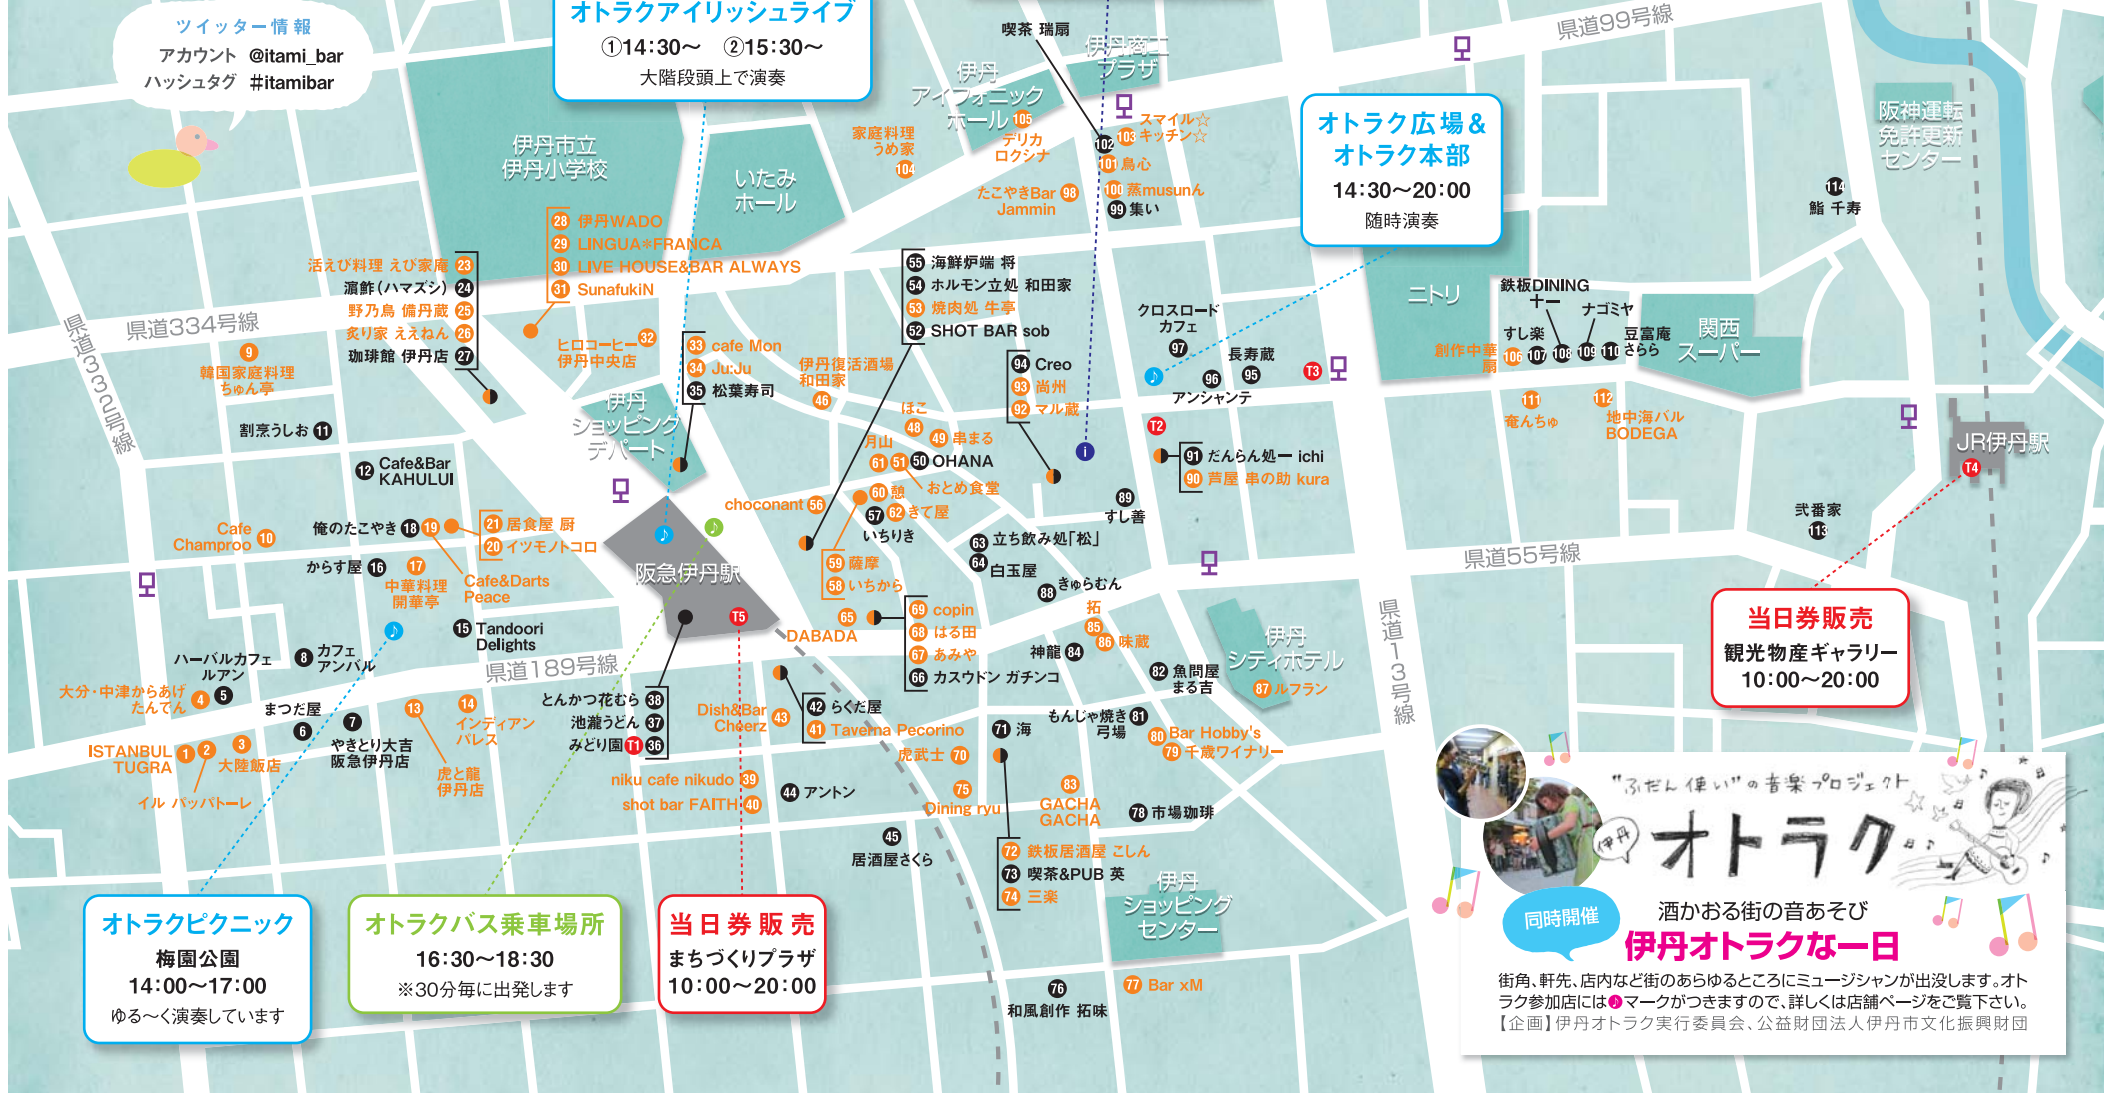 ツイッター情報
アカウント @itami_bar
ハッシュタグ #itamibar
オトラクアイリッシュライブ
①14:30〜 ②15:30〜
大階段頭上で演奏
オトラク広場&
オトラク本部
14:30〜20:00
随時演奏
県道99号線
県道334号線
県道332号線
県道189号線
県道55号線
県道13号線
伊丹市立
伊丹小学校
いたみ
ホール
伊丹
アイフォニック
ホール
伊丹商工
プラザ
阪神運転
免許更新
センター
ニトリ
関西
スーパー
JR伊丹駅
T4
伊丹
ショッピング
デパート
阪急伊丹駅
T5
伊丹
シティホテル
伊丹
ショッピング
センター
喫茶 瑞扇
102
103 スマイル☆
キッチン☆
101 鳥心
100 蒸musunん
99 集い
105
デリカ
ロクシナ
家庭料理
うめ家
104
たこやきBar 98
Jammin
114
鮨 千寿
28 伊丹WADO
29 LINGUA*FRANCA
30 LIVE HOUSE&BAR ALWAYS
31 SunafukiN
活えび料理 えび家庵 23
濵鮓(ハマズシ) 24
野乃鳥 備丹蔵 25
炙り家 ええねん 26
珈琲館 伊丹店 27
9
韓国家庭料理
ちゅん亭
ヒロコーヒー 32
伊丹中央店
33 cafe Mon
34 Ju:Ju
35 松葉寿司
伊丹復活酒場
和田家
46
55 海鮮炉端 将
54 ホルモン立処 和田家
53 焼肉処 牛亭
52 SHOT BAR sob
94 Creo
93 尚州
92 マル蔵
クロスロード
カフェ
97
長寿蔵
95
96
アンシャンテ
T3
T2
i
91 だんらん処一 ichi
90 芦屋 串の助 kura
鉄板DINING
十一
108
ナゴミヤ
109
すし楽
107
豆富庵
110 さらら
創作中華
扇 106
111
奄んちゅ
112
地中海バル
BODEGA
弐番家
113
割烹うしお 11
12 Cafe&Bar
KAHULUI
ほこ
48
49 串まる
月山
61 51 50 OHANA
おとめ食堂
60 憩
57 62 きて屋
いちりき
choconant 56
59 薩摩
58 いちから
89
すし善
63 立ち飲み処「松」
64 白玉屋
88 きゅらむん
Cafe
Champroo 10
俺のたこやき 18 19
21 居食屋 厨
20 イツモノトコロ
からす屋 16
17
中華料理
開華亭
Cafe&Darts
Peace
15 Tandoori
Delights
8 カフェ
アンバル
ハーバルカフェ
ルアン 5
大分・中津からあげ
たんてん 4
まつだ屋
6
7
やきとり大吉
阪急伊丹店
13
虎と龍
伊丹店
14
インディアン
パレス
ISTANBUL
TUGRA 1
2
イル バッパトーレ
3
大陸飯店
65
DABADA
69 copin
68 はる田
67 あみや
66 カスウドン ガチンコ
拓
85
86 味蔵
神龍 84
82 魚問屋
まる吉
87 ルフラン
とんかつ花むら 38
池瀧うどん 37
みどり園 T1 36
Dish&Bar
Cheerz 43
42 らくだ屋
41 Taverna Pecorino
虎武士 70
71 海
もんじゃ焼き 81
弓場
80 Bar Hobby's
79 千歳ワイナリー
niku cafe nikudo 39
shot bar FAITH 40
44 アントン
75
Dining ryu
83
GACHA
GACHA
78 市場珈琲
45
居酒屋さくら
72 鉄板居酒屋 こしん
73 喫茶&PUB 英
74 三楽
76
和風創作 拓味
77 Bar xM
オトラクピクニック
梅園公園
14:00〜17:00
ゆる〜く演奏しています
オトラクバス乗車場所
16:30〜18:30
※30分毎に出発します
当日券販売
まちづくりプラザ
10:00〜20:00
当日券販売
観光物産ギャラリー
10:00〜20:00
"ふだん使い"の音楽プロジェクト
伊丹
オトラク
同時開催
酒かおる街の音あそび
伊丹オトラクな一日
街角、軒先、店内など街のあらゆるところにミュージシャンが出没します。オト
ラク参加店には♪マークがつきますので、詳しくは店舗ページをご覧下さい。
【企画】伊丹オトラク実行委員会、公益財団法人伊丹市文化振興財団